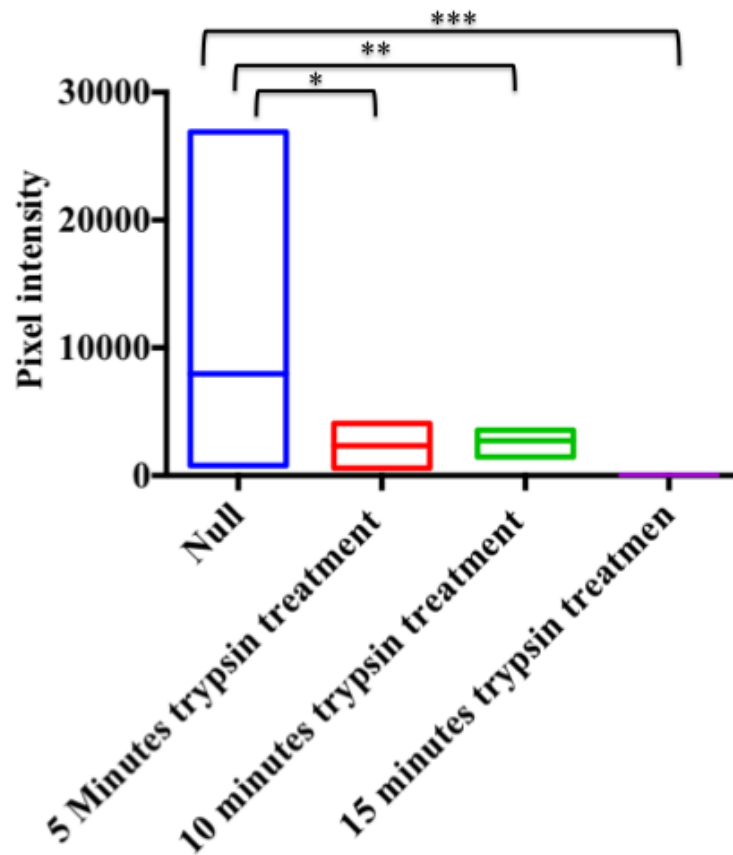 ***
**
*
30000
20000
10000
0
Pixel intensity
Null
5 Minutes trypsin treatment
10 minutes trypsin treatment
15 minutes trypsin treatmen